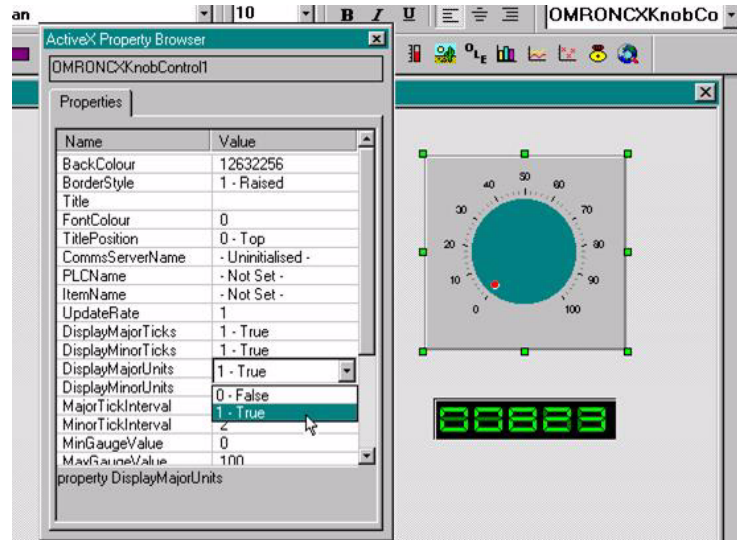 an 10 B I U OMRONCXKnobCo
ActiveX Property Browser
OMRONCXKnobControl1
OLE
Properties
Name Value
BackColour 12632256
BorderStyle 1 - Raised
Title
FontColour 0
TitlePosition 0 - Top
CommsServerName - Uninitialised -
PLCName - Not Set -
ItemName - Not Set -
UpdateRate 1
DisplayMajorTicks 1 - True
DisplayMinorTicks 1 - True
DisplayMajorUnits 1 - True
DisplayMinorUnits 0 - False
MajorTickInterval 1 - True
MinorTickInterval 2
MinGaugeValue 0
MaxGaugeValue 100
property DisplayMajorUnits
0 10 20 30 40 50 60 70 80 90 100